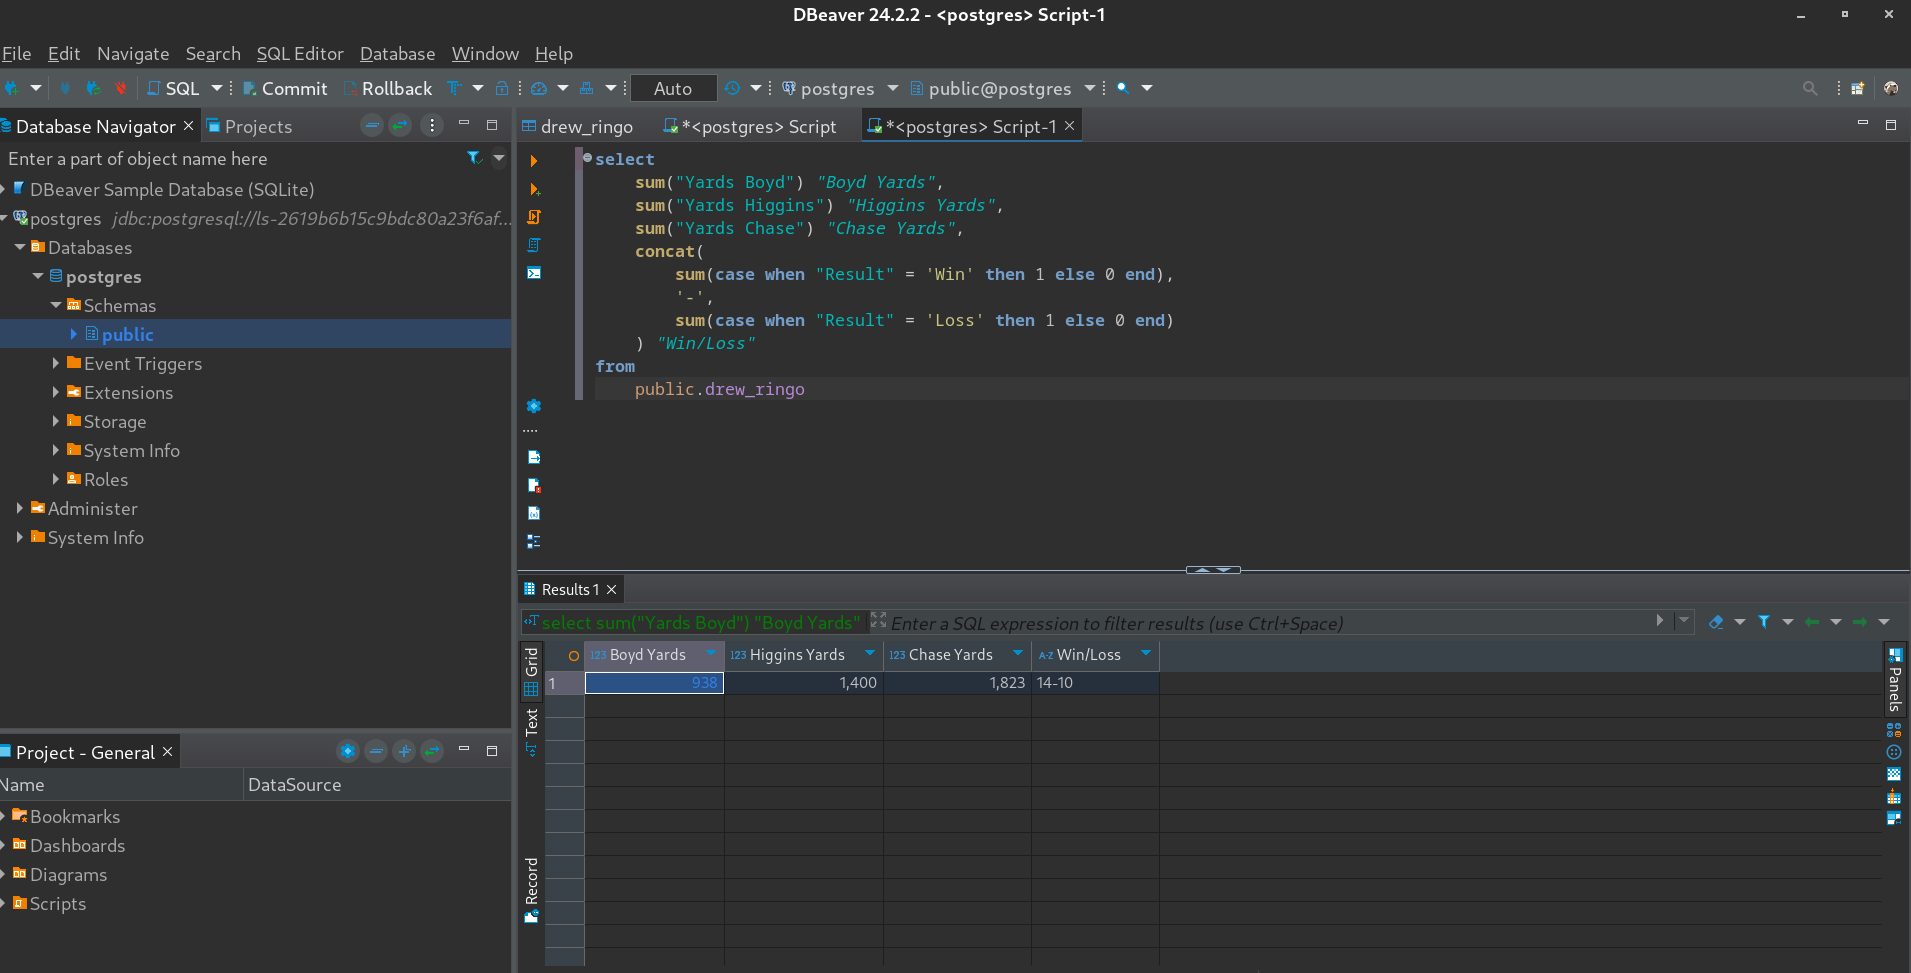 DBeaver 24.2.2 - <postgres> Script-1
File Edit Navigate Search SQL Editor Database Window Help
SQL Commit Rollback Auto postgres public@postgres
Database Navigator Projects
Enter a part of object name here
DBeaver Sample Database (SQLite)
postgres jdbc:postgresql://ls-2619b6b15c9bdc80a23f6af...
Databases
postgres
Schemas
public
Event Triggers
Extensions
Storage
System Info
Roles
Administer
System Info
Project - General
Name DataSource
Bookmarks
Dashboards
Diagrams
Scripts
drew_ringo *<postgres> Script *<postgres> Script-1
select
sum("Yards Boyd") "Boyd Yards",
sum("Yards Higgins") "Higgins Yards",
sum("Yards Chase") "Chase Yards",
concat(
sum(case when "Result" = 'Win' then 1 else 0 end),
'-',
sum(case when "Result" = 'Loss' then 1 else 0 end)
) "Win/Loss"
from
public.drew_ringo
Results 1
select sum("Yards Boyd") "Boyd Yards" Enter a SQL expression to filter results (use Ctrl+Space)
123 Boyd Yards 123 Higgins Yards 123 Chase Yards A-Z Win/Loss
1 938 1,400 1,823 14-10
Grid
Text
Record
Panels